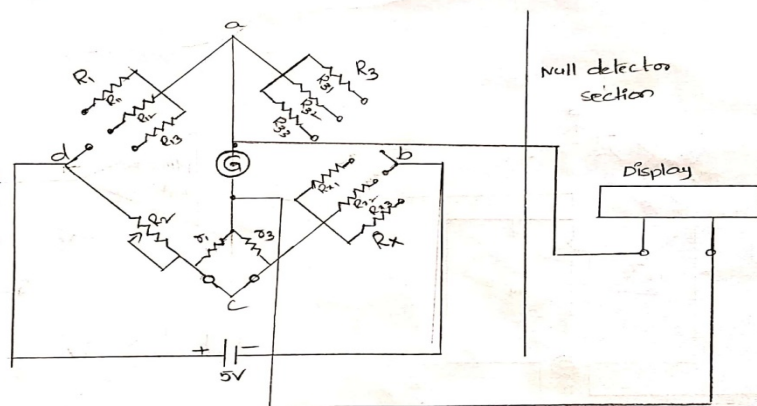 a
R1
R11
R12
R13
R3
R31
R32
R33
Null detector
section
d
G
b
Display
Rx1
Rx2
Rx3
Rx
R2
r1
r3
c
+
−
5V